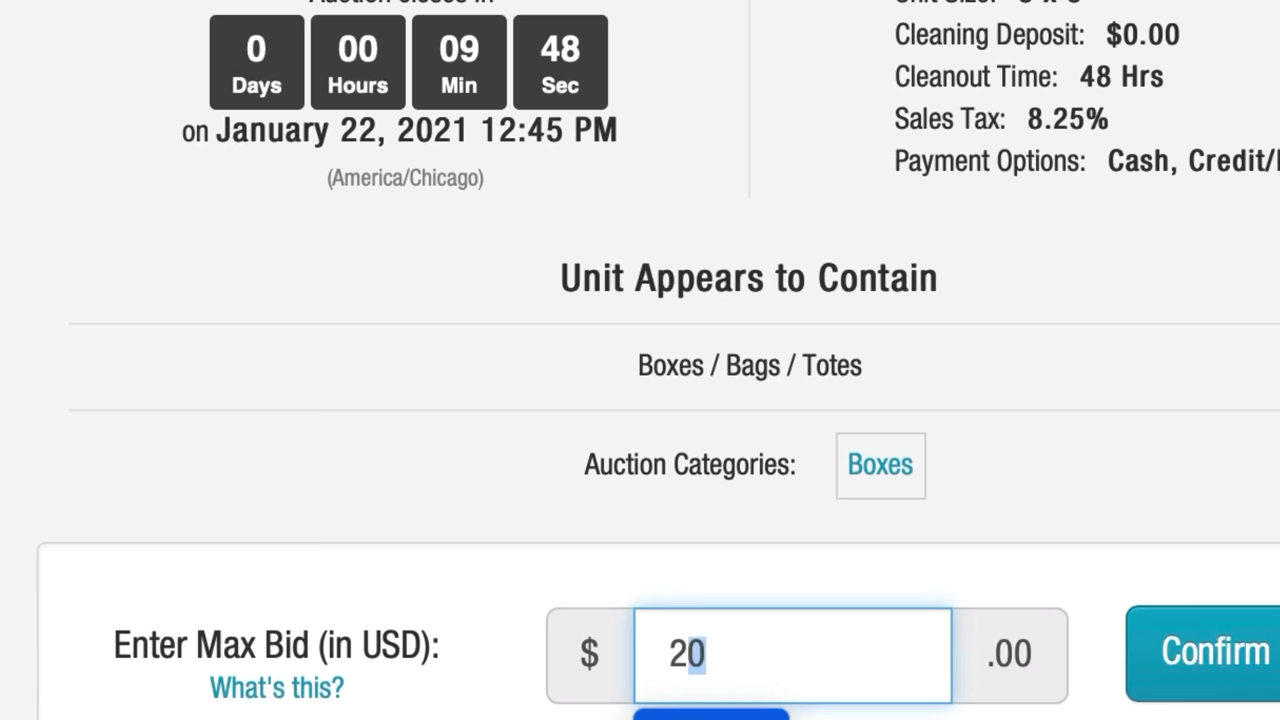 0 00 09 48
Days Hours Min Sec
on January 22, 2021 12:45 PM
(America/Chicago)
Cleaning Deposit: $0.00
Cleanout Time: 48 Hrs
Sales Tax: 8.25%
Payment Options: Cash, Credit/
Unit Appears to Contain
Boxes / Bags / Totes
Auction Categories: Boxes
Enter Max Bid (in USD): $ 20 .00 Confirm
What's this?